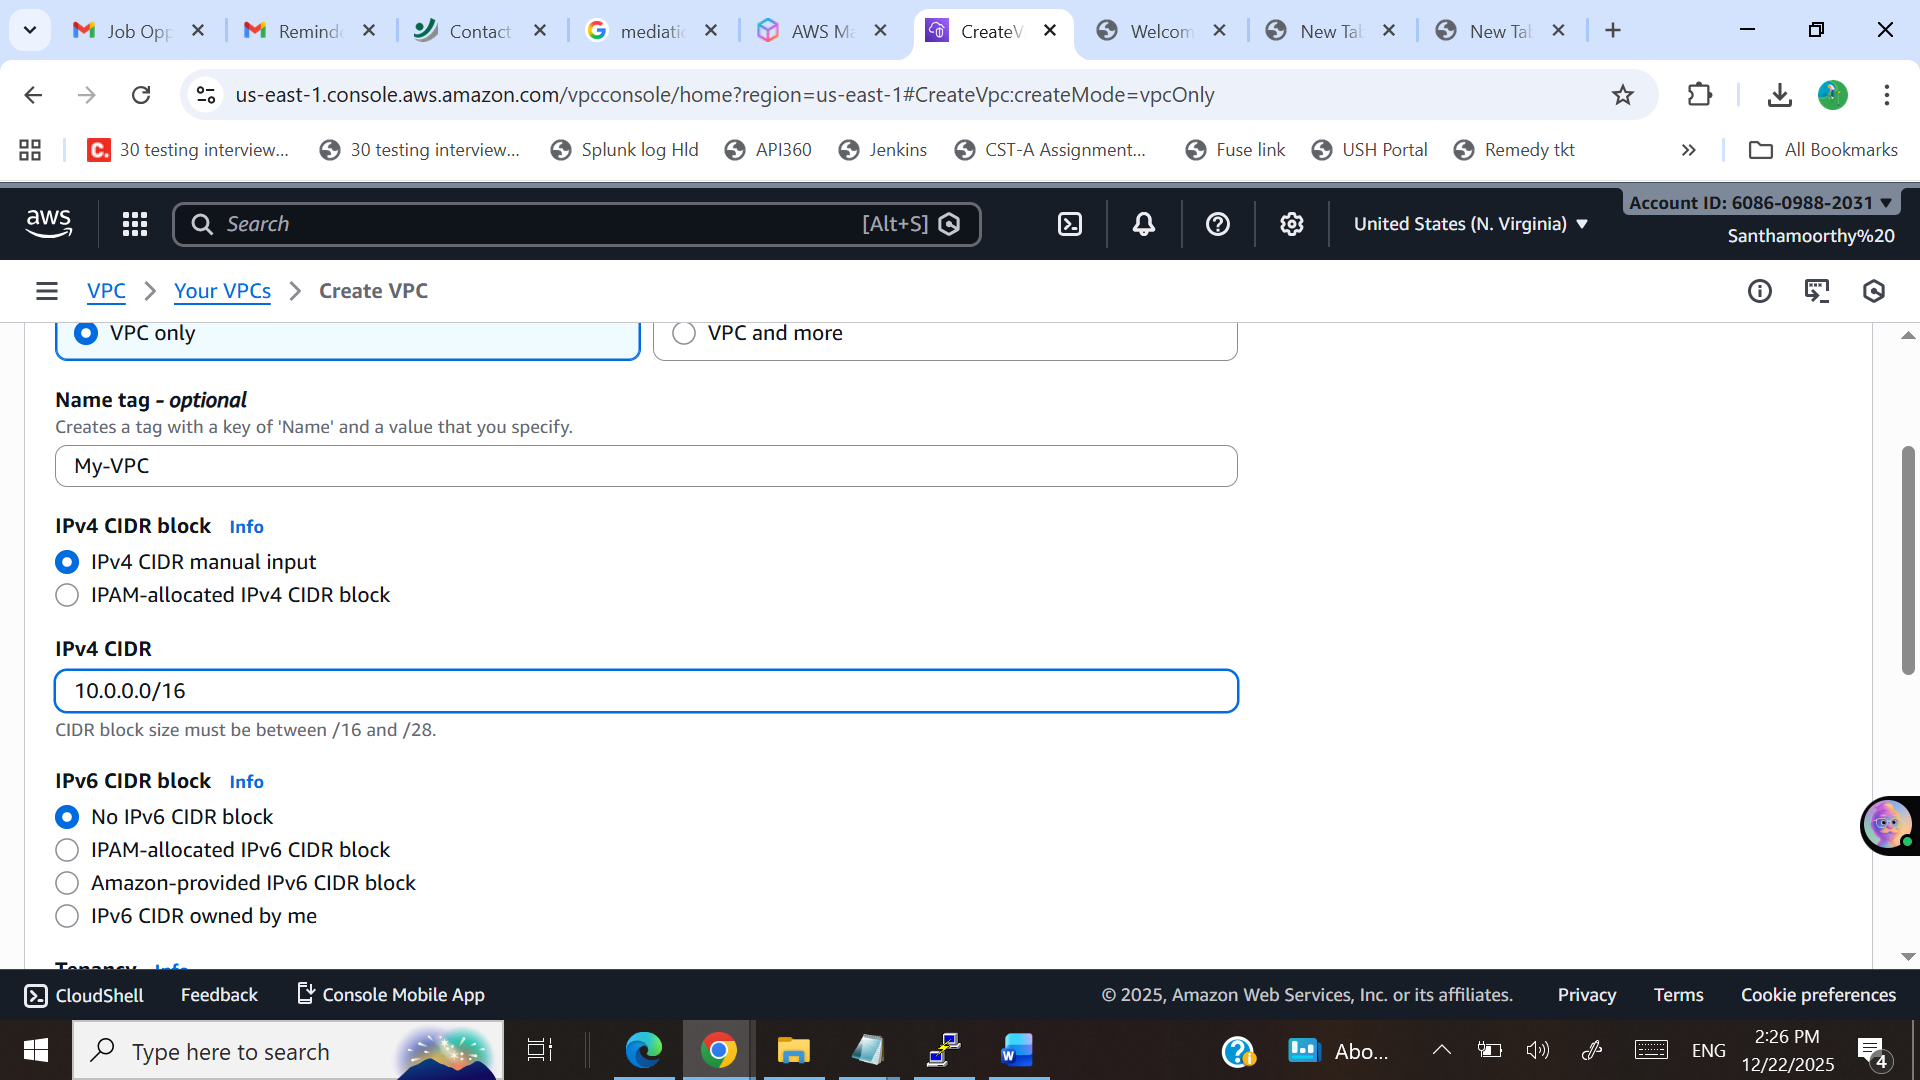 Job Opp
Reminde
Contact
mediatio
AWS Ma
CreateV
Welcom
New Tab
New Tab
us-east-1.console.aws.amazon.com/vpcconsole/home?region=us-east-1#CreateVpc:createMode=vpcOnly
30 testing interview...
30 testing interview...
Splunk log Hld
API360
Jenkins
CST-A Assignment...
Fuse link
USH Portal
Remedy tkt
All Bookmarks
aws
Search
[Alt+S]
United States (N. Virginia)
Account ID: 6086-0988-2031
Santhamoorthy%20
VPC
Your VPCs
Create VPC
VPC only
VPC and more
Name tag - optional
Creates a tag with a key of 'Name' and a value that you specify.
My-VPC
IPv4 CIDR block Info
IPv4 CIDR manual input
IPAM-allocated IPv4 CIDR block
IPv4 CIDR
10.0.0.0/16
CIDR block size must be between /16 and /28.
IPv6 CIDR block Info
No IPv6 CIDR block
IPAM-allocated IPv6 CIDR block
Amazon-provided IPv6 CIDR block
IPv6 CIDR owned by me
Tenancy Info
CloudShell
Feedback
Console Mobile App
© 2025, Amazon Web Services, Inc. or its affiliates.
Privacy
Terms
Cookie preferences
Type here to search
Abo...
ENG
2:26 PM
12/22/2025
4